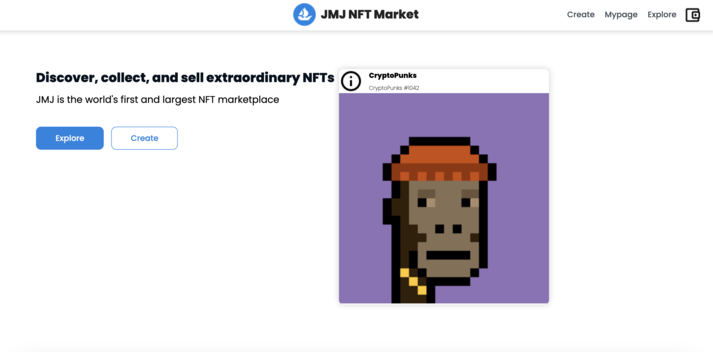 JMJ NFT Market
Create Mypage Explore
Discover, collect, and sell extraordinary NFTs
JMJ is the world's first and largest NFT marketplace
Explore Create
CryptoPunks
CryptoPunks #1042